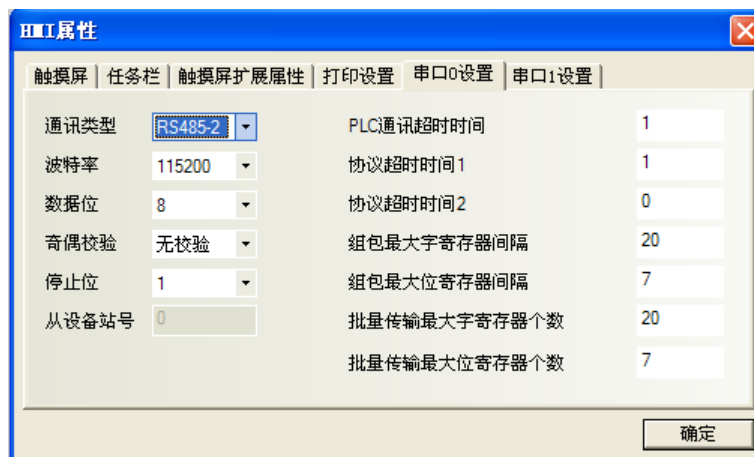 HMI属性
触摸屏 任务栏 触摸屏扩展属性 打印设置 串口0设置 串口1设置
通讯类型 RS485-2 PLC通讯超时时间 1
波特率 115200 协议超时时间1 1
数据位 8 协议超时时间2 0
奇偶校验 无校验 组包最大字寄存器间隔 20
停止位 1 组包最大位寄存器间隔 7
从设备站号 0 批量传输最大字寄存器个数 20
批量传输最大位寄存器个数 7
确定